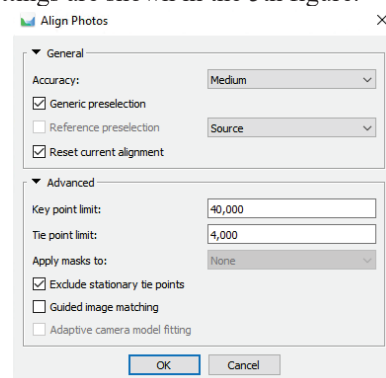 are shown in the 5th figure.
Align Photos
General
Accuracy: Medium
Generic preselection
Reference preselection Source
Reset current alignment
Advanced
Key point limit: 40,000
Tie point limit: 4,000
Apply masks to: None
Exclude stationary tie points
Guided image matching
Adaptive camera model fitting
OK Cancel